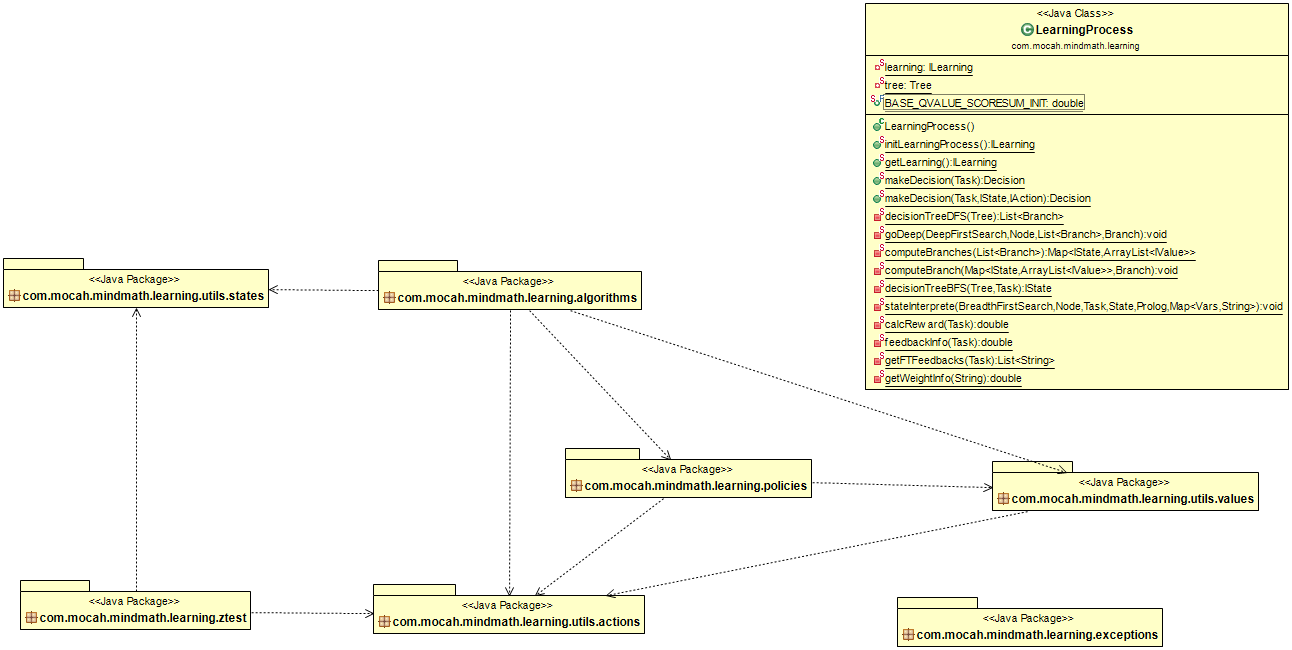 <<Java Class>>
LearningProcess
com.mocah.mindmath.learning
learning: ILearning
tree: Tree
BASE_QVALUE_SCORESUM_INIT: double
LearningProcess()
initLearningProcess():ILearning
getLearning():ILearning
makeDecision(Task):Decision
makeDecision(Task,IState,IAction):Decision
decisionTreeDFS(Tree):List<Branch>
goDeep(DeepFirstSearch,Node,List<Branch>,Branch):void
computeBranches(List<Branch>):Map<IState,ArrayList<IValue>>
computeBranch(Map<IState,ArrayList<IValue>>,Branch):void
decisionTreeBFS(Tree,Task):IState
stateInterprete(BreadthFirstSearch,Node,Task,State,Prolog,Map<Vars,String>):void
calcReward(Task):double
feedbackInfo(Task):double
getFTFeedbacks(Task):List<String>
getWeightInfo(String):double
<<Java Package>>
com.mocah.mindmath.learning.utils.states
<<Java Package>>
com.mocah.mindmath.learning.algorithms
<<Java Package>>
com.mocah.mindmath.learning.policies
<<Java Package>>
com.mocah.mindmath.learning.utils.values
<<Java Package>>
com.mocah.mindmath.learning.ztest
<<Java Package>>
com.mocah.mindmath.learning.utils.actions
<<Java Package>>
com.mocah.mindmath.learning.exceptions